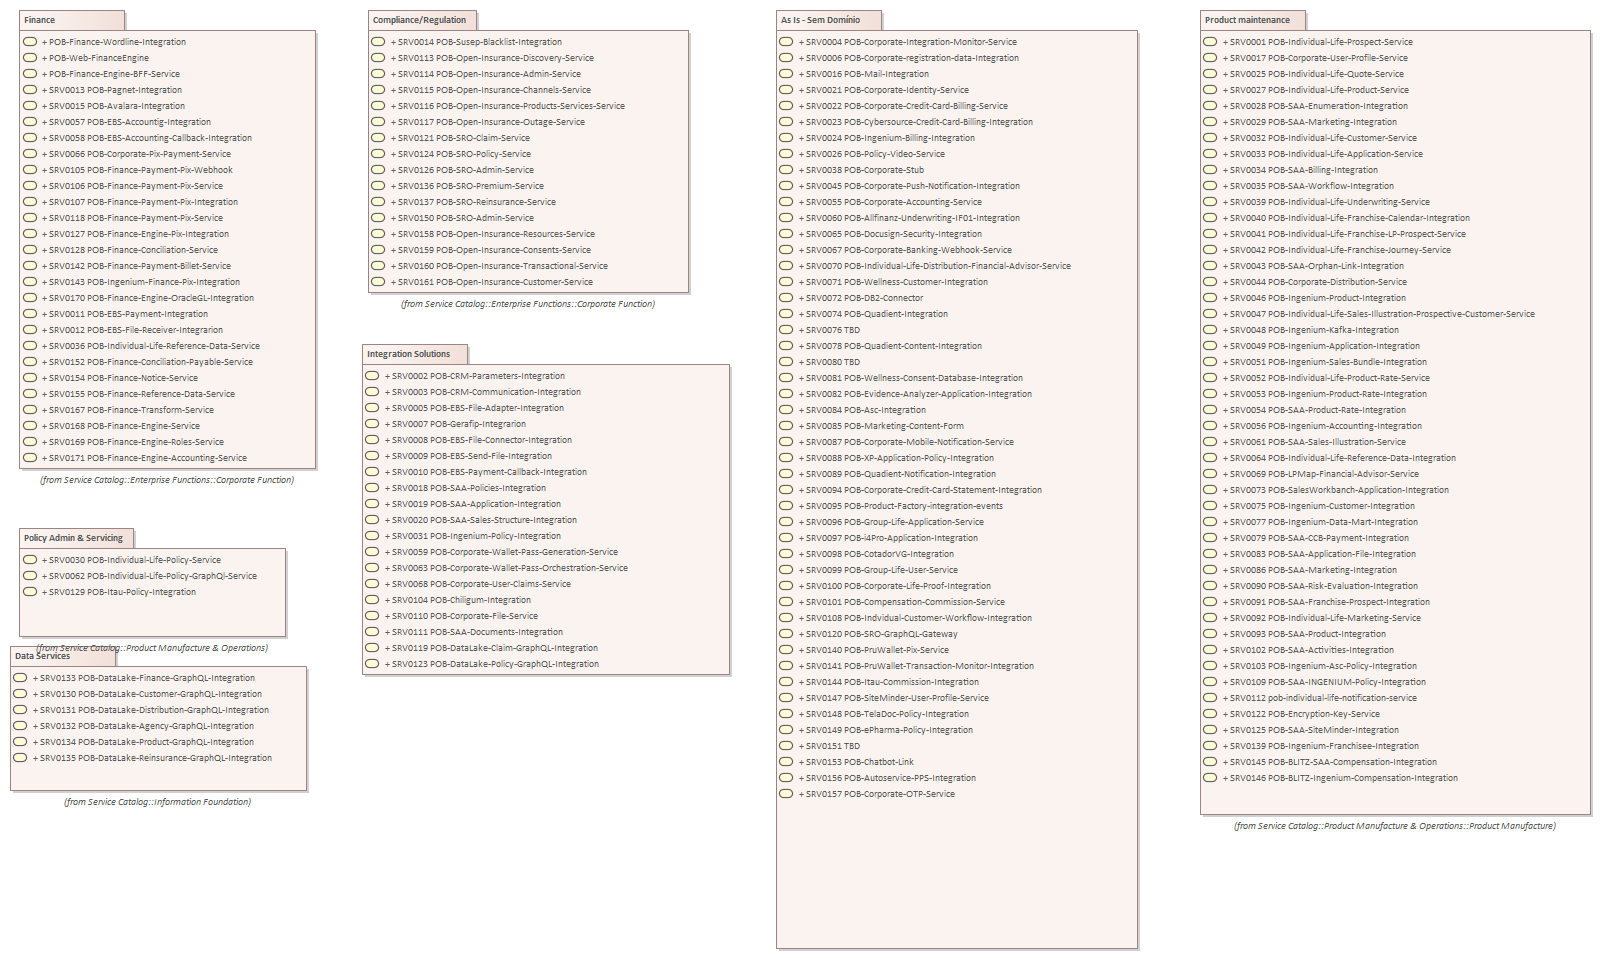 Finance
+ POB-Finance-Wordline-Integration
+ POB-Web-FinanceEngine
+ POB-Finance-Engine-BFF-Service
+ SRV0013 POB-Pagnet-Integration
+ SRV0015 POB-Avalara-Integration
+ SRV0057 POB-EBS-Accountig-Integration
+ SRV0058 POB-EBS-Accounting-Callback-Integration
+ SRV0066 POB-Corporate-Pix-Payment-Service
+ SRV0105 POB-Finance-Payment-Pix-Webhook
+ SRV0106 POB-Finance-Payment-Pix-Service
+ SRV0107 POB-Finance-Payment-Pix-Integration
+ SRV0118 POB-Finance-Payment-Pix-Service
+ SRV0127 POB-Finance-Engine-Pix-Integration
+ SRV0128 POB-Finance-Conciliation-Service
+ SRV0142 POB-Finance-Payment-Billet-Service
+ SRV0143 POB-Ingenium-Finance-Pix-Integration
+ SRV0170 POB-Finance-Engine-OracleGL-Integration
+ SRV0011 POB-EBS-Payment-Integration
+ SRV0012 POB-EBS-File-Receiver-Integrarion
+ SRV0036 POB-Individual-Life-Reference-Data-Service
+ SRV0152 POB-Finance-Conciliation-Payable-Service
+ SRV0154 POB-Finance-Notice-Service
+ SRV0155 POB-Finance-Reference-Data-Service
+ SRV0167 POB-Finance-Transform-Service
+ SRV0168 POB-Finance-Engine-Service
+ SRV0169 POB-Finance-Engine-Roles-Service
+ SRV0171 POB-Finance-Engine-Accounting-Service
(from Service Catalog::Enterprise Functions::Corporate Function)
Policy Admin & Servicing
+ SRV0030 POB-Individual-Life-Policy-Service
+ SRV0062 POB-Individual-Life-Policy-GraphQl-Service
+ SRV0129 POB-Itau-Policy-Integration
(from Service Catalog::Product Manufacture & Operations)
Data Services
+ SRV0133 POB-DataLake-Finance-GraphQL-Integration
+ SRV0130 POB-DataLake-Customer-GraphQL-Integration
+ SRV0131 POB-DataLake-Distribution-GraphQL-Integration
+ SRV0132 POB-DataLake-Agency-GraphQL-Integration
+ SRV0134 POB-DataLake-Product-GraphQL-Integration
+ SRV0135 POB-DataLake-Reinsurance-GraphQL-Integration
(from Service Catalog::Information Foundation)
Compliance/Regulation
+ SRV0014 POB-Susep-Blacklist-Integration
+ SRV0113 POB-Open-Insurance-Discovery-Service
+ SRV0114 POB-Open-Insurance-Admin-Service
+ SRV0115 POB-Open-Insurance-Channels-Service
+ SRV0116 POB-Open-Insurance-Products-Services-Service
+ SRV0117 POB-Open-Insurance-Outage-Service
+ SRV0121 POB-SRO-Claim-Service
+ SRV0124 POB-SRO-Policy-Service
+ SRV0126 POB-SRO-Admin-Service
+ SRV0136 POB-SRO-Premium-Service
+ SRV0137 POB-SRO-Reinsurance-Service
+ SRV0150 POB-SRO-Admin-Service
+ SRV0158 POB-Open-Insurance-Resources-Service
+ SRV0159 POB-Open-Insurance-Consents-Service
+ SRV0160 POB-Open-Insurance-Transactional-Service
+ SRV0161 POB-Open-Insurance-Customer-Service
(from Service Catalog::Enterprise Functions::Corporate Function)
Integration Solutions
+ SRV0002 POB-CRM-Parameters-Integration
+ SRV0003 POB-CRM-Communication-Integration
+ SRV0005 POB-EBS-File-Adapter-Integration
+ SRV0007 POB-Gerafip-Integrarion
+ SRV0008 POB-EBS-File-Connector-Integration
+ SRV0009 POB-EBS-Send-File-Integration
+ SRV0010 POB-EBS-Payment-Callback-Integration
+ SRV0018 POB-SAA-Policies-Integration
+ SRV0019 POB-SAA-Application-Integration
+ SRV0020 POB-SAA-Sales-Structure-Integration
+ SRV0031 POB-Ingenium-Policy-Integration
+ SRV0059 POB-Corporate-Wallet-Pass-Generation-Service
+ SRV0063 POB-Corporate-Wallet-Pass-Orchestration-Service
+ SRV0068 POB-Corporate-User-Claims-Service
+ SRV0104 POB-Chiligum-Integration
+ SRV0110 POB-Corporate-File-Service
+ SRV0111 POB-SAA-Documents-Integration
+ SRV0119 POB-DataLake-Claim-GraphQL-Integration
+ SRV0123 POB-DataLake-Policy-GraphQL-Integration
As Is - Sem Domínio
+ SRV0004 POB-Corporate-Integration-Monitor-Service
+ SRV0006 POB-Corporate-registration-data-Integration
+ SRV0016 POB-Mail-Integration
+ SRV0021 POB-Corporate-Identity-Service
+ SRV0022 POB-Corporate-Credit-Card-Billing-Service
+ SRV0023 POB-Cybersource-Credit-Card-Billing-Integration
+ SRV0024 POB-Ingenium-Billing-Integration
+ SRV0026 POB-Policy-Video-Service
+ SRV0038 POB-Corporate-Stub
+ SRV0045 POB-Corporate-Push-Notification-Integration
+ SRV0055 POB-Corporate-Accounting-Service
+ SRV0060 POB-Allfinanz-Underwriting-IF01-Integration
+ SRV0065 POB-Docusign-Security-Integration
+ SRV0067 POB-Corporate-Banking-Webhook-Service
+ SRV0070 POB-Individual-Life-Distribution-Financial-Advisor-Service
+ SRV0071 POB-Wellness-Customer-Integration
+ SRV0072 POB-DB2-Connector
+ SRV0074 POB-Quadient-Integration
+ SRV0076 TBD
+ SRV0078 POB-Quadient-Content-Integration
+ SRV0080 TBD
+ SRV0081 POB-Wellness-Consent-Database-Integration
+ SRV0082 POB-Evidence-Analyzer-Application-Integration
+ SRV0084 POB-Asc-Integration
+ SRV0085 POB-Marketing-Content-Form
+ SRV0087 POB-Corporate-Mobile-Notification-Service
+ SRV0088 POB-XP-Application-Policy-Integration
+ SRV0089 POB-Quadient-Notification-Integration
+ SRV0094 POB-Corporate-Credit-Card-Statement-Integration
+ SRV0095 POB-Product-Factory-integration-events
+ SRV0096 POB-Group-Life-Application-Service
+ SRV0097 POB-i4Pro-Application-Integration
+ SRV0098 POB-CotadorVG-Integration
+ SRV0099 POB-Group-Life-User-Service
+ SRV0100 POB-Corporate-Life-Proof-Integration
+ SRV0101 POB-Compensation-Commission-Service
+ SRV0108 POB-Indvidual-Customer-Workflow-Integration
+ SRV0120 POB-SRO-GraphQL-Gateway
+ SRV0140 POB-PruWallet-Pix-Service
+ SRV0141 POB-PruWallet-Transaction-Monitor-Integration
+ SRV0144 POB-Itau-Commission-Integration
+ SRV0147 POB-SiteMinder-User-Profile-Service
+ SRV0148 POB-TelaDoc-Policy-Integration
+ SRV0149 POB-ePharma-Policy-Integration
+ SRV0151 TBD
+ SRV0153 POB-Chatbot-Link
+ SRV0156 POB-Autoservice-PPS-Integration
+ SRV0157 POB-Corporate-OTP-Service
Product maintenance
+ SRV0001 POB-Individual-Life-Prospect-Service
+ SRV0017 POB-Corporate-User-Profile-Service
+ SRV0025 POB-Individual-Life-Quote-Service
+ SRV0027 POB-Individual-Life-Product-Service
+ SRV0028 POB-SAA-Enumeration-Integration
+ SRV0029 POB-SAA-Marketing-Integration
+ SRV0032 POB-Individual-Life-Customer-Service
+ SRV0033 POB-Individual-Life-Application-Service
+ SRV0034 POB-SAA-Billing-Integration
+ SRV0035 POB-SAA-Workflow-Integration
+ SRV0039 POB-Individual-Life-Underwriting-Service
+ SRV0040 POB-Individual-Life-Franchise-Calendar-Integration
+ SRV0041 POB-Individual-Life-Franchise-LP-Prospect-Service
+ SRV0042 POB-Individual-Life-Franchise-Journey-Service
+ SRV0043 POB-SAA-Orphan-Link-Integration
+ SRV0044 POB-Corporate-Distribution-Service
+ SRV0046 POB-Ingenium-Product-Integration
+ SRV0047 POB-Individual-Life-Sales-Illustration-Prospective-Customer-Service
+ SRV0048 POB-Ingenium-Kafka-Integration
+ SRV0049 POB-Ingenium-Application-Integration
+ SRV0051 POB-Ingenium-Sales-Bundle-Integration
+ SRV0052 POB-Individual-Life-Product-Rate-Service
+ SRV0053 POB-Ingenium-Product-Rate-Integration
+ SRV0054 POB-SAA-Product-Rate-Integration
+ SRV0056 POB-Ingenium-Accounting-Integration
+ SRV0061 POB-SAA-Sales-Illustration-Service
+ SRV0064 POB-Individual-Life-Reference-Data-Integration
+ SRV0069 POB-LPMap-Financial-Advisor-Service
+ SRV0073 POB-SalesWorkbanch-Application-Integration
+ SRV0075 POB-Ingenium-Customer-Integration
+ SRV0077 POB-Ingenium-Data-Mart-Integration
+ SRV0079 POB-SAA-CCB-Payment-Integration
+ SRV0083 POB-SAA-Application-File-Integration
+ SRV0086 POB-SAA-Marketing-Integration
+ SRV0090 POB-SAA-Risk-Evaluation-Integration
+ SRV0091 POB-SAA-Franchise-Prospect-Integration
+ SRV0092 POB-Individual-Life-Marketing-Service
+ SRV0093 POB-SAA-Product-Integration
+ SRV0102 POB-SAA-Activities-Integration
+ SRV0103 POB-Ingenium-Asc-Policy-Integration
+ SRV0109 POB-SAA-INGENIUM-Policy-Integration
+ SRV0112 pob-individual-life-notification-service
+ SRV0122 POB-Encryption-Key-Service
+ SRV0125 POB-SAA-SiteMinder-Integration
+ SRV0139 POB-Ingenium-Franchisee-Integration
+ SRV0145 POB-BLITZ-SAA-Compensation-Integration
+ SRV0146 POB-BLITZ-Ingenium-Compensation-Integration
(from Service Catalog::Product Manufacture & Operations::Product Manufacture)